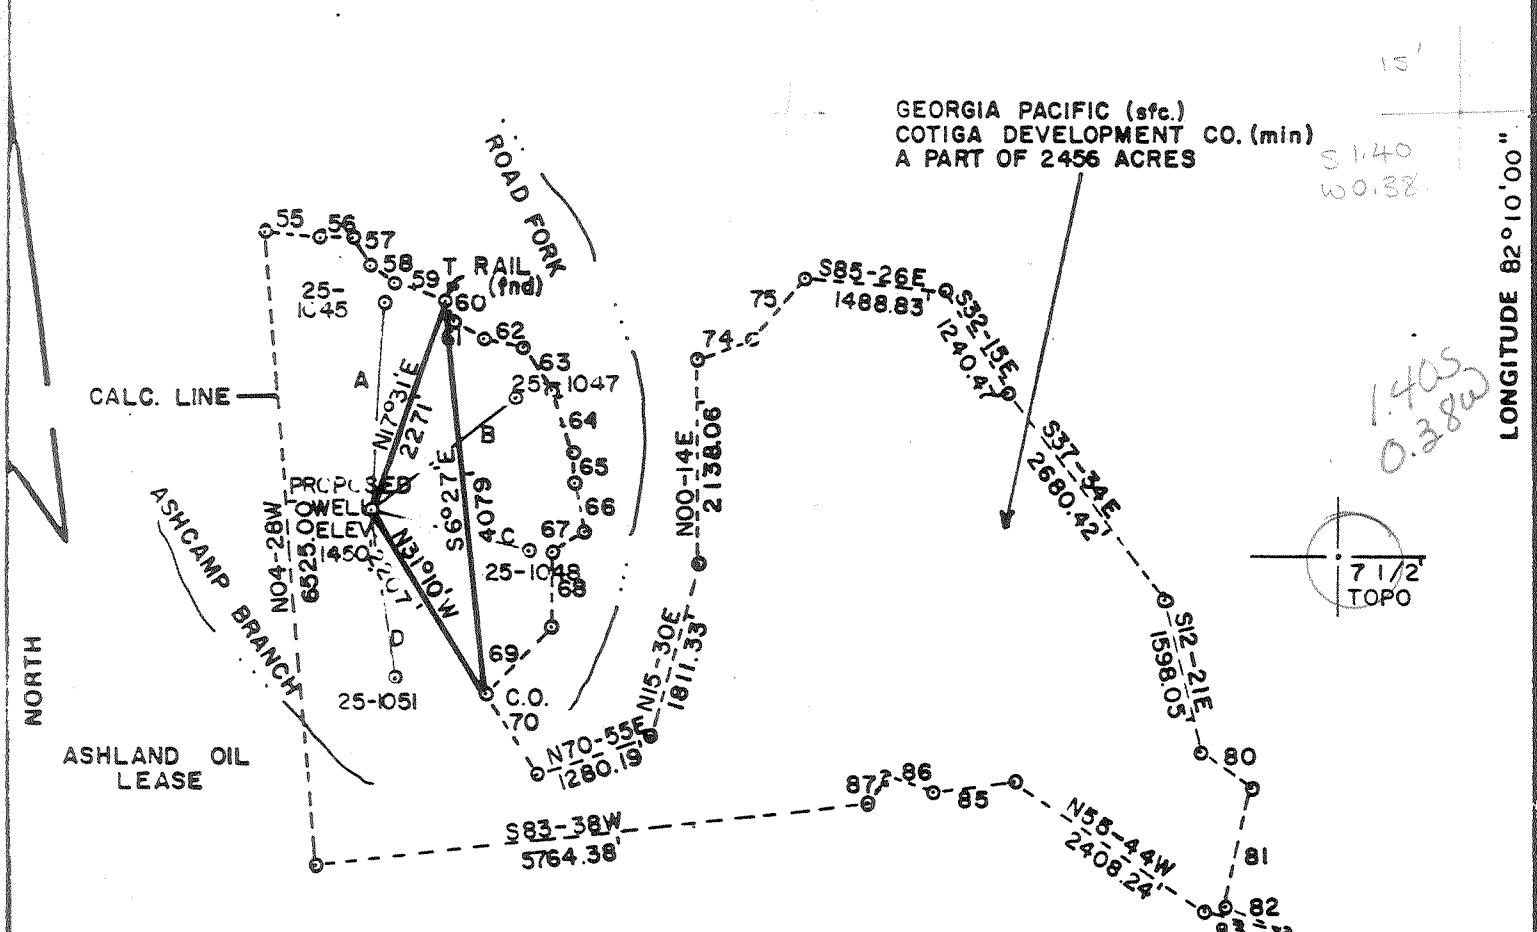 15'
GEORGIA PACIFIC (sfc.)
COTIGA DEVELOPMENT CO. (min)
A PART OF 2456 ACRES
S 1.40
W 0.38
LONGITUDE 82°10'00"
ROAD FORK
55
56
57
58
59
T RAIL
(fnd)
60
25-
1045
62
63
25-1047
64
65
66
67
68
69
C.O.
70
A
B
C
D
CALC. LINE
N17°31'E
2271'
S6°27'E
4079'
N31°10'W
2207'
PROPOSED
WELL
ELEV
1450
25-1048
25-1051
N04-28W
6525.00'
ASHCAMP BRANCH
NORTH
ASHLAND OIL
LEASE
N70-55E
1280.19'
N15-30E
1811.33'
N00-14E
2138.06'
74
75
S85-26E
1488.83'
S32-15E
1240.47'
S37-34E
2680.42'
S12-21E
1598.05'
80
81
82
83
N58-44W
2408.24'
85
86
87
S83-38W
5764.38'
1.40S
0.38W
7 1/2'
TOPO